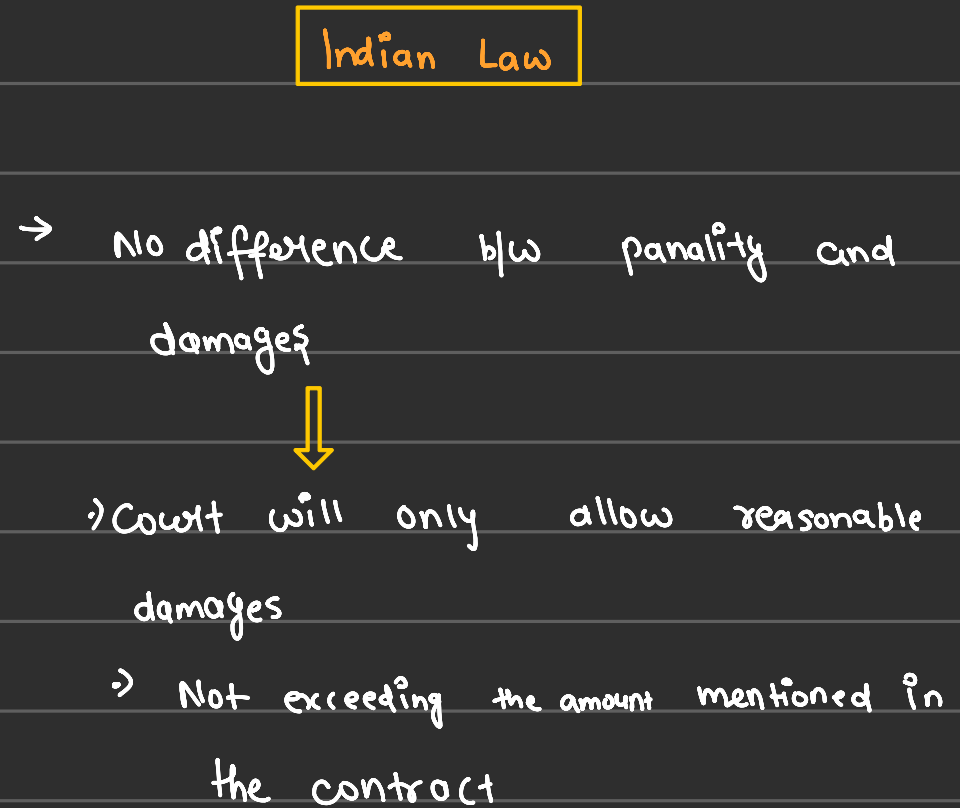 Indian Law
→ No difference b/w panality and
damages
·) Court will only allow reasonable
damages
·) Not exceeding the amount mentioned in
the contract